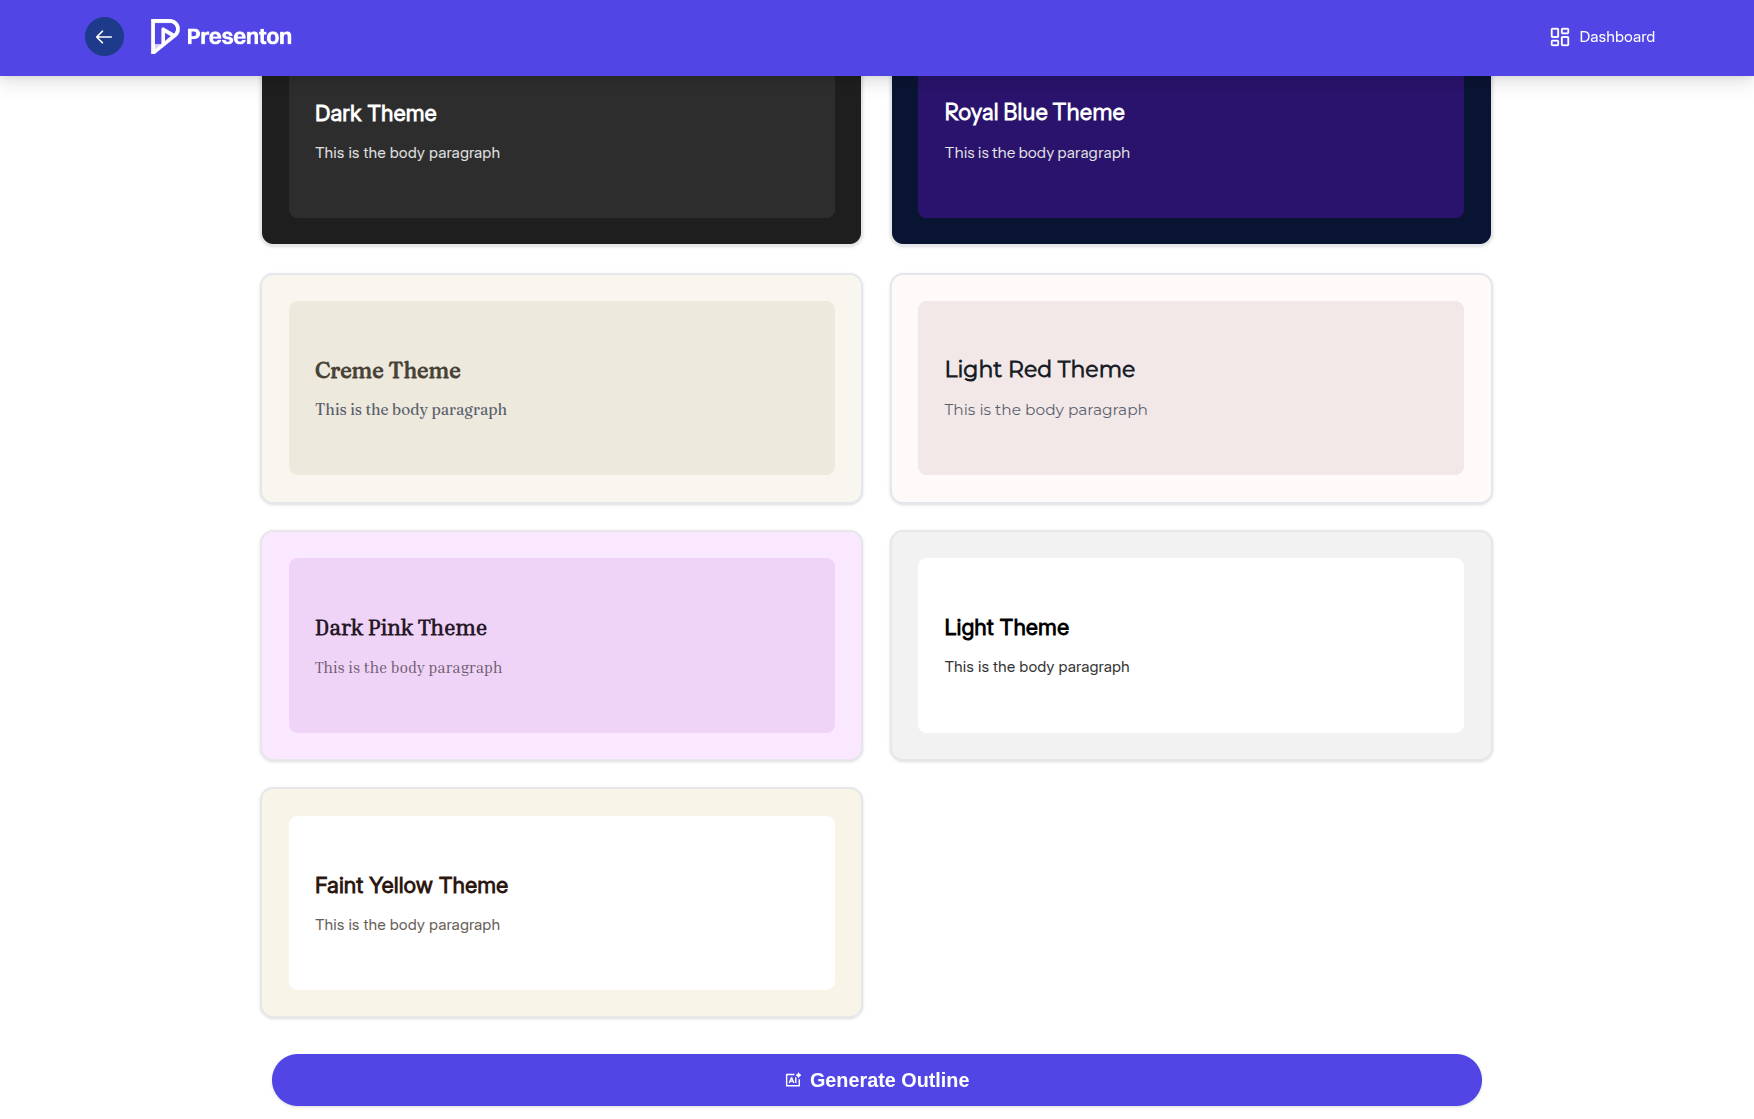 Presenton
Dashboard
Dark Theme
This is the body paragraph
Royal Blue Theme
This is the body paragraph
Creme Theme
This is the body paragraph
Light Red Theme
This is the body paragraph
Dark Pink Theme
This is the body paragraph
Light Theme
This is the body paragraph
Faint Yellow Theme
This is the body paragraph
AI Generate Outline